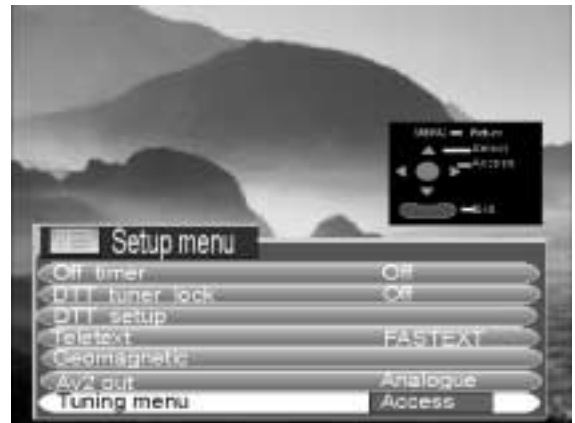 MENU Return
Select
Access
Exit
Setup menu
Off timer Off
DTT tuner lock Off
DTT setup
Teletext FASTEXT
Geomagnetic
AV2 out Analogue
Tuning menu Access